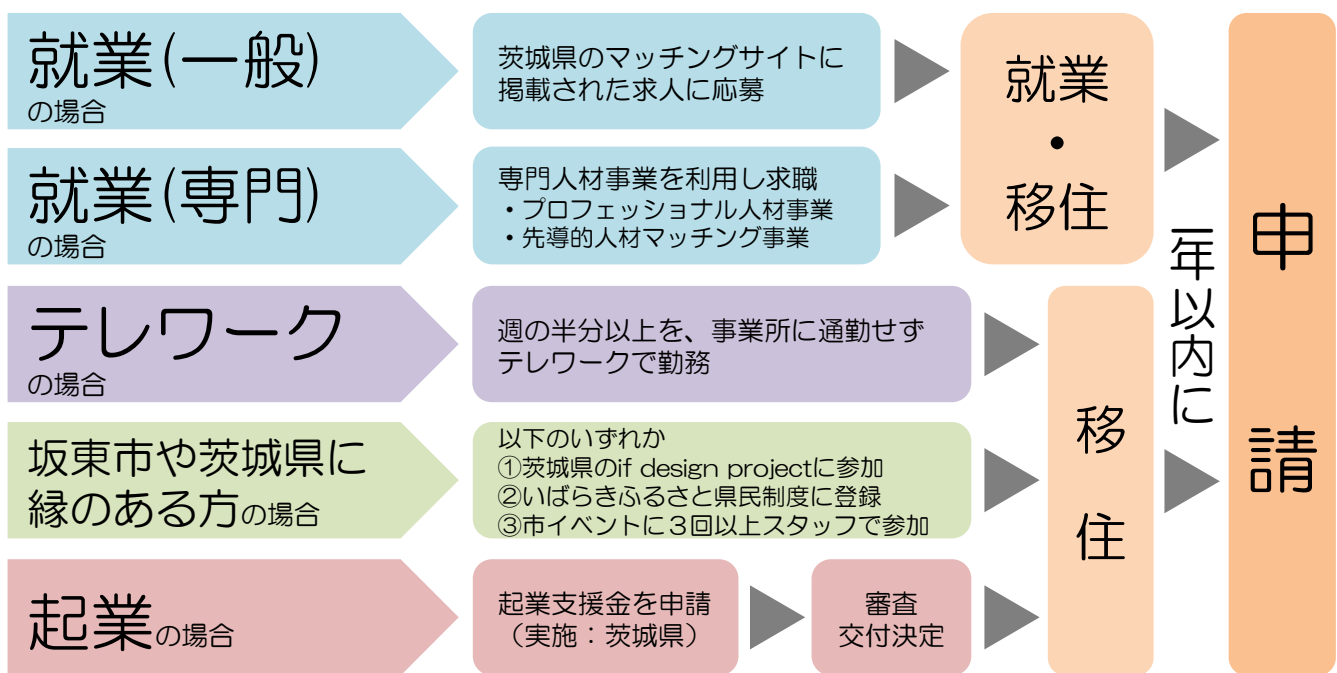 就業(一般)
の場合
茨城県のマッチングサイトに
掲載された求人に応募
就業(専門)
の場合
専門人材事業を利用し求職
・プロフェッショナル人材事業
・先導的人材マッチング事業
就業
・
移住
テレワーク
の場合
週の半分以上を、事業所に通勤せず
テレワークで勤務
坂東市や茨城県に
縁のある方の場合
以下のいずれか
①茨城県のif design projectに参加
②いばらきふるさと県民制度に登録
③市イベントに３回以上スタッフで参加
起業の場合
起業支援金を申請
（実施：茨城県）
審査
交付決定
移住
一年以内に
申請